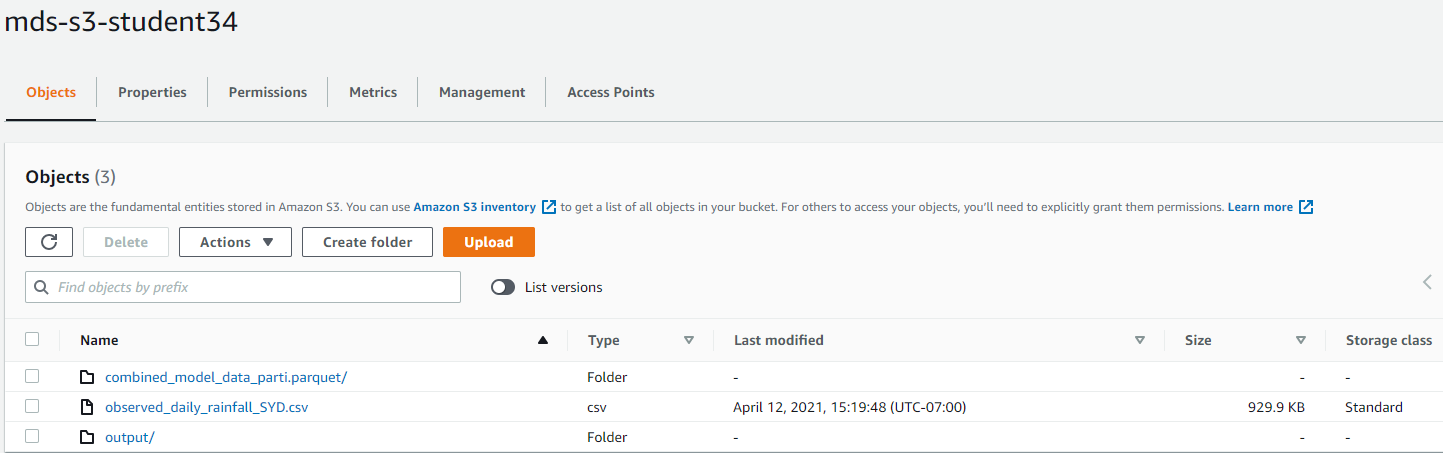 mds-s3-student34
Objects Properties Permissions Metrics Management Access Points
Objects (3)
Objects are the fundamental entities stored in Amazon S3. You can use Amazon S3 inventory to get a list of all objects in your bucket. For others to access your objects, you'll need to explicitly grant them permissions. Learn more
Delete Actions Create folder Upload
Find objects by prefix List versions
Name Type Last modified Size Storage class
combined_model_data_parti.parquet/ Folder - - -
observed_daily_rainfall_SYD.csv csv April 12, 2021, 15:19:48 (UTC-07:00) 929.9 KB Standard
output/ Folder - - -